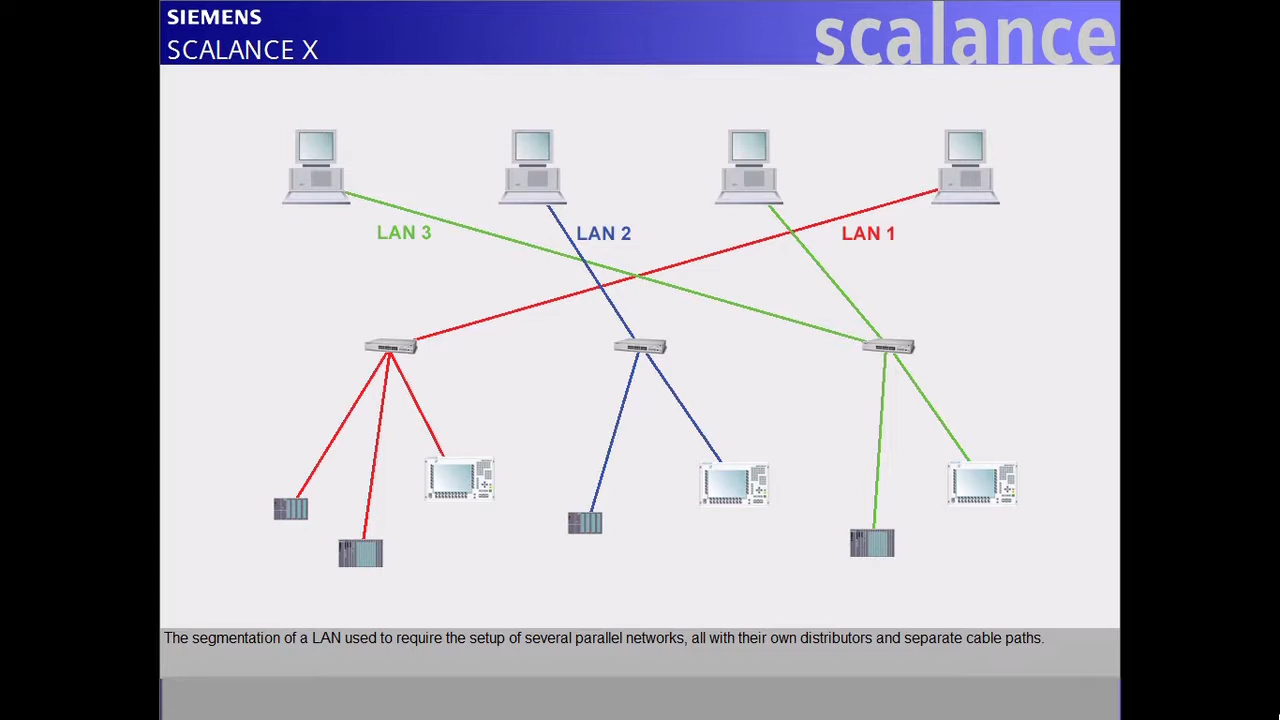 SIEMENS
SCALANCE X
scalance
LAN 3
LAN 2
LAN 1
The segmentation of a LAN used to require the setup of several parallel networks, all with their own distributors and separate cable paths.